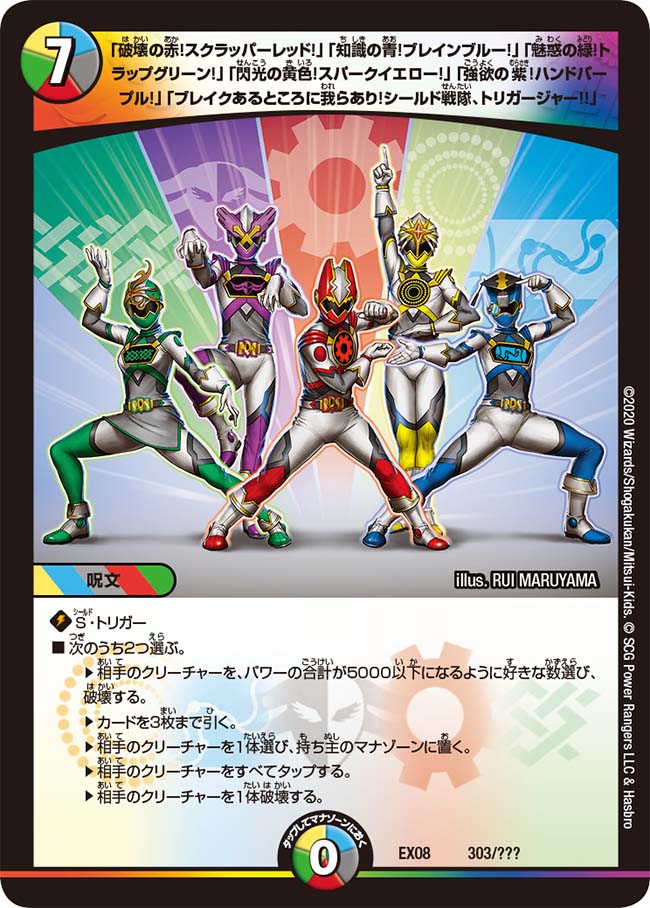 7
「破壊の赤!スクラッパーレッド!」「知識の青!ブレインブルー!」「魅惑の緑!ト
ラップグリーン!」「閃光の黄色!スパークイエロー!」「強欲の紫!ハンドパー
プル!」「ブレイクあるところに我らあり!シールド戦隊、トリガージャー!!」
呪文
illus. RUI MARUYAMA
S・トリガー
■ 次のうち2つ選ぶ。
▶相手のクリーチャーを、パワーの合計が5000以下になるように好きな数選び、
破壊する。
▶カードを3枚まで引く。
▶相手のクリーチャーを1体選び、持ち主のマナゾーンに置く。
▶相手のクリーチャーをすべてタップする。
▶相手のクリーチャーを1体破壊する。
©2020 Wizards/Shogakukan/Mitsui-Kids. © SCG Power Rangers LLC & Hasbro
タップしてマナゾーンにおく
0
EX08 303/???